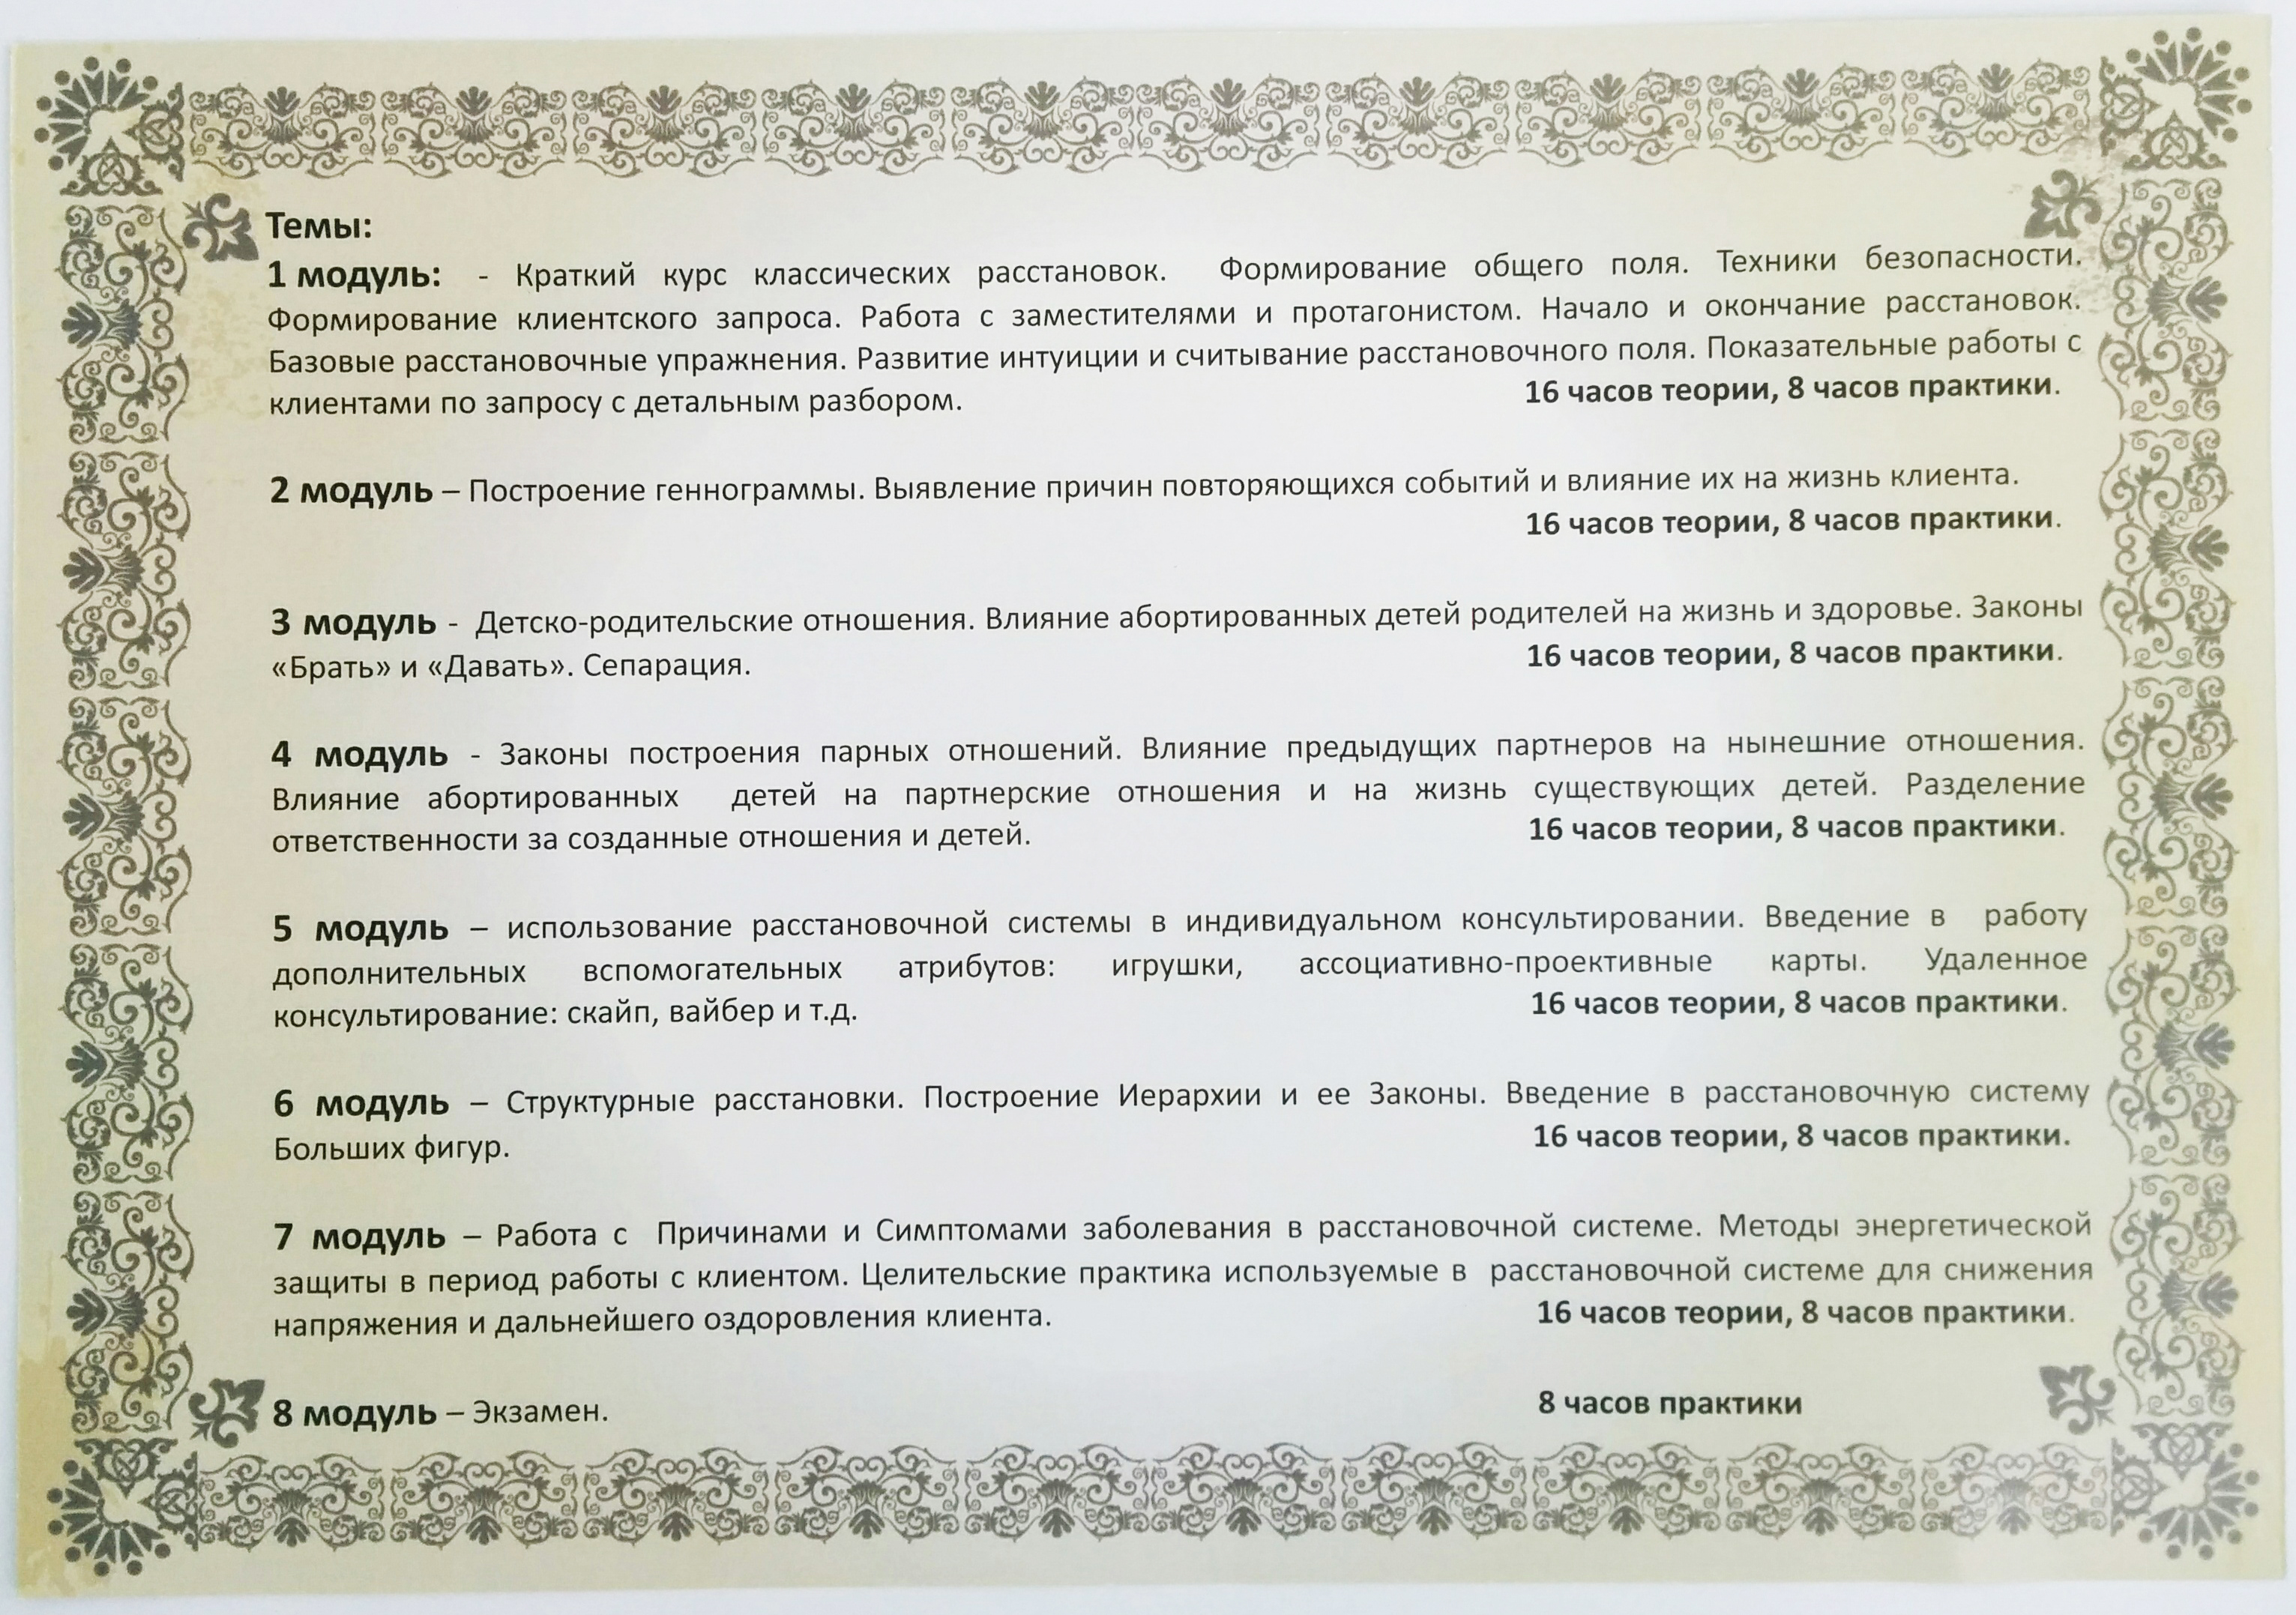 Темы:
1 модуль: - Краткий курс классических расстановок. Формирование общего поля. Техники безопасности.
Формирование клиентского запроса. Работа с заместителями и протагонистом. Начало и окончание расстановок.
Базовые расстановочные упражнения. Развитие интуиции и считывание расстановочного поля. Показательные работы с
клиентами по запросу с детальным разбором. 16 часов теории, 8 часов практики.
2 модуль – Построение геннограммы. Выявление причин повторяющихся событий и влияние их на жизнь клиента.
16 часов теории, 8 часов практики.
3 модуль - Детско-родительские отношения. Влияние абортированных детей родителей на жизнь и здоровье. Законы
«Брать» и «Давать». Сепарация. 16 часов теории, 8 часов практики.
4 модуль - Законы построения парных отношений. Влияние предыдущих партнеров на нынешние отношения.
Влияние абортированных детей на партнерские отношения и на жизнь существующих детей. Разделение
ответственности за созданные отношения и детей. 16 часов теории, 8 часов практики.
5 модуль – использование расстановочной системы в индивидуальном консультировании. Введение в работу
дополнительных вспомогательных атрибутов: игрушки, ассоциативно-проективные карты. Удаленное
консультирование: скайп, вайбер и т.д. 16 часов теории, 8 часов практики.
6 модуль – Структурные расстановки. Построение Иерархии и ее Законы. Введение в расстановочную систему
Больших фигур. 16 часов теории, 8 часов практики.
7 модуль – Работа с Причинами и Симптомами заболевания в расстановочной системе. Методы энергетической
защиты в период работы с клиентом. Целительские практика используемые в расстановочной системе для снижения
напряжения и дальнейшего оздоровления клиента. 16 часов теории, 8 часов практики.
8 модуль – Экзамен. 8 часов практики